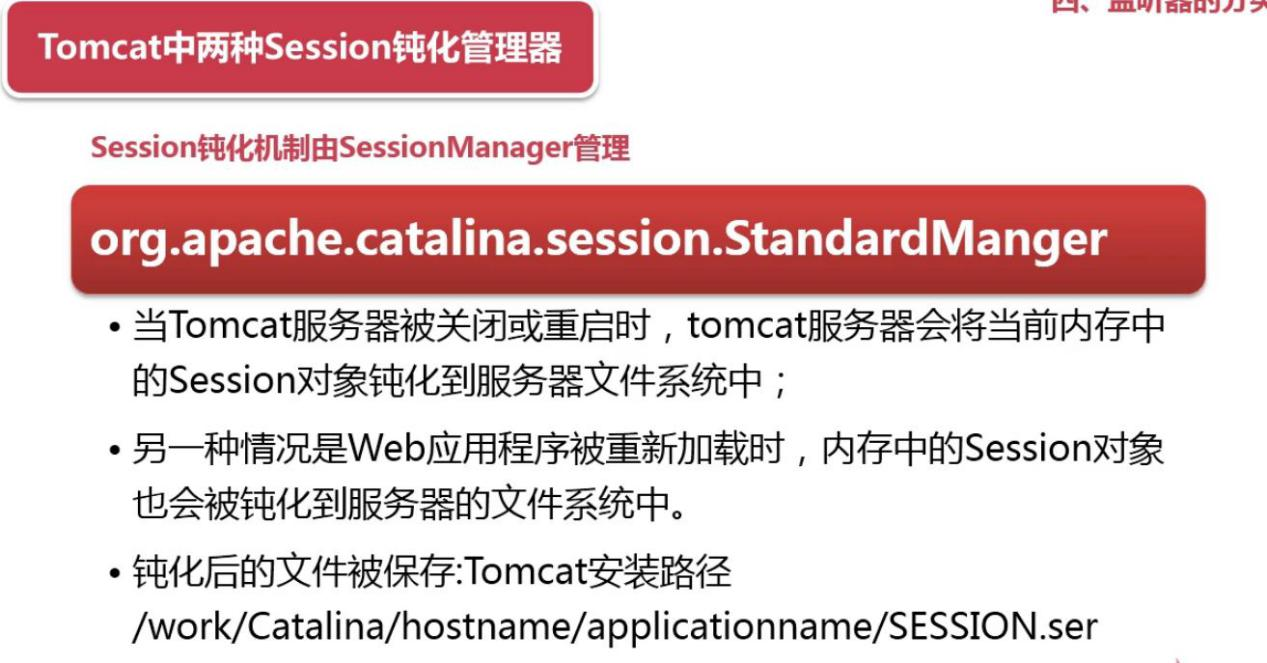 四、监听器的分类
Tomcat中两种Session钝化管理器
Session钝化机制由SessionManager管理
org.apache.catalina.session.StandardManger
• 当Tomcat服务器被关闭或重启时，tomcat服务器会将当前内存中
的Session对象钝化到服务器文件系统中；
• 另一种情况是Web应用程序被重新加载时，内存中的Session对象
也会被钝化到服务器的文件系统中。
• 钝化后的文件被保存:Tomcat安装路径
/work/Catalina/hostname/applicationname/SESSION.ser